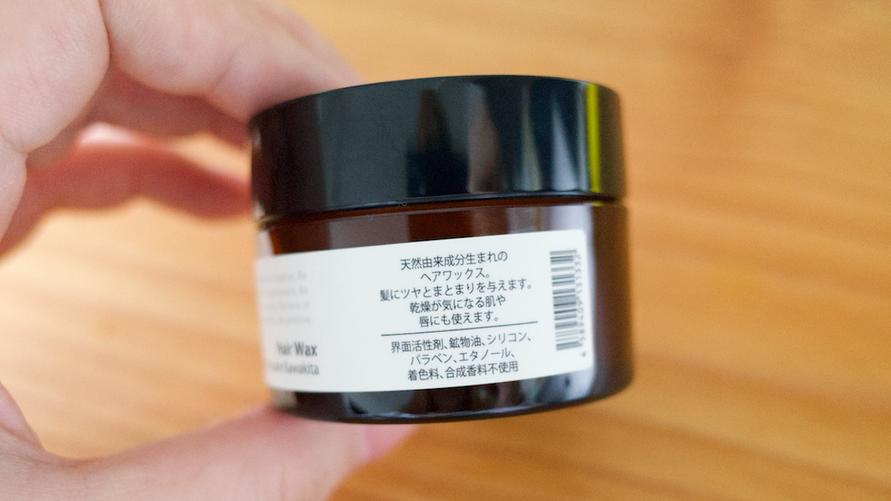 天然由来成分生まれの
ヘアワックス。
髪にツヤとまとまりを与えます。
乾燥が気になる肌や
唇にも使えます。
界面活性剤、鉱物油、シリコン、
パラベン、エタノール、
着色料、合成香料不使用
Hair Wax
Kawakita